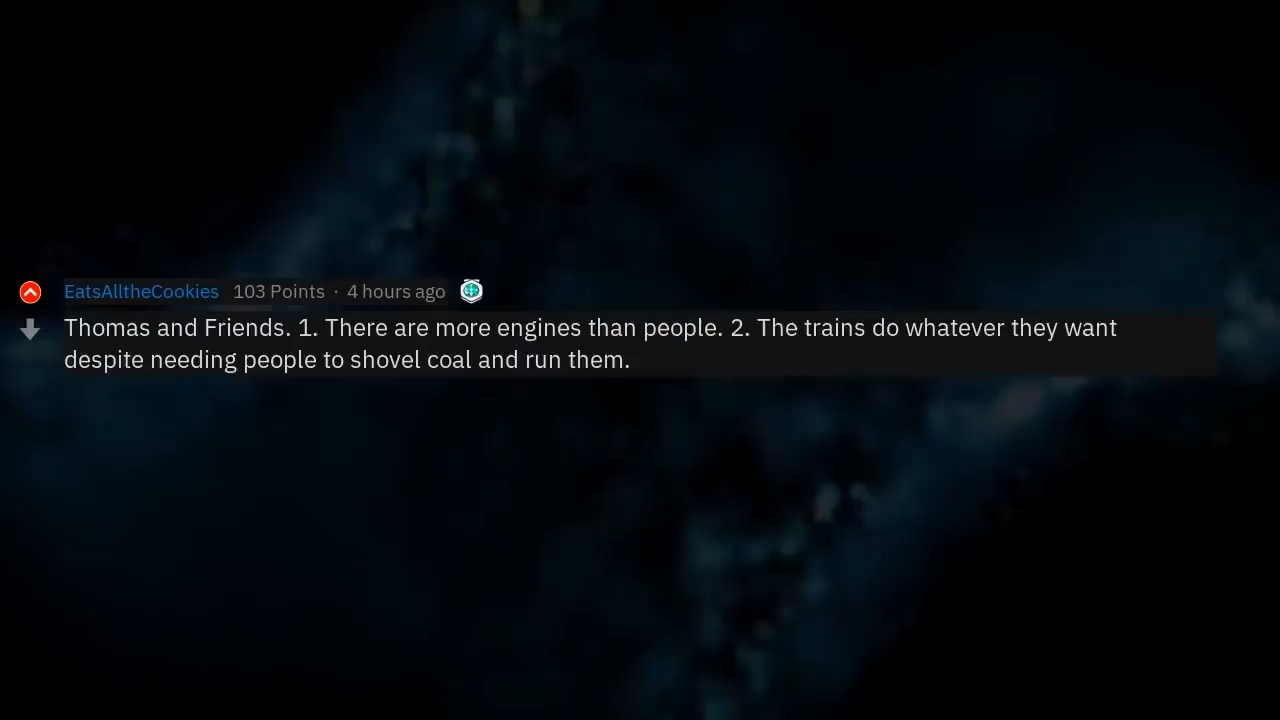 EatsAlltheCookies 103 Points · 4 hours ago
Thomas and Friends. 1. There are more engines than people. 2. The trains do whatever they want
despite needing people to shovel coal and run them.